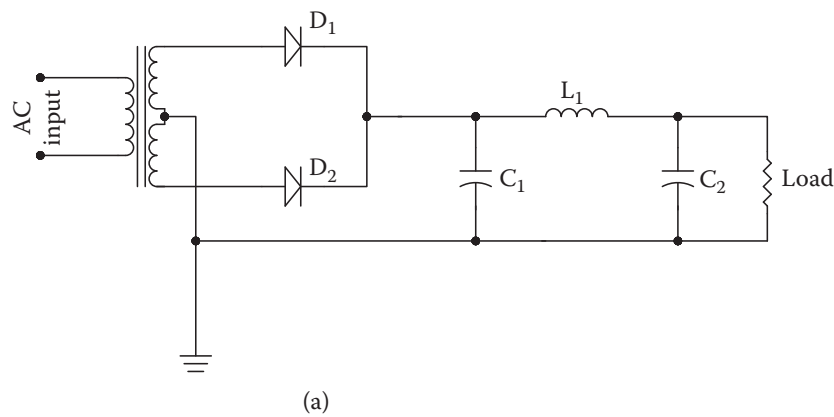 D₁
AC
input
L₁
D₂
C₁
C₂
Load
(a)